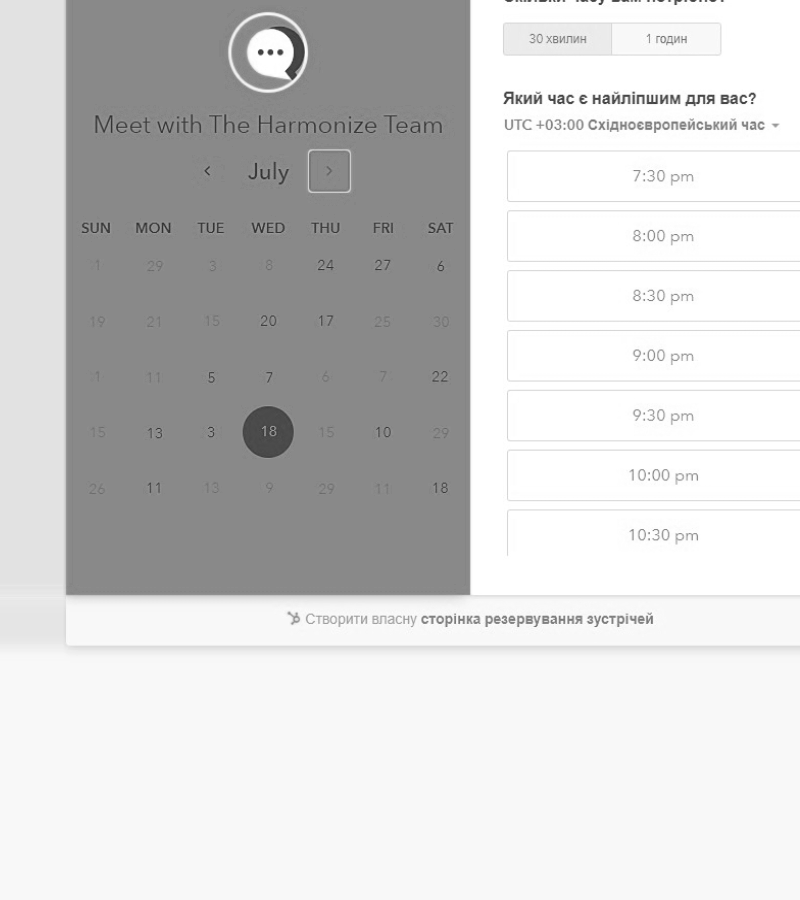 Meet with The Harmonize Team
July
SUN MON TUE WED THU FRI SAT
1 29 3 8 24 27 6
19 21 15 20 17 25 30
1 11 5 7 6 7 22
15 13 3 18 15 10 29
26 11 13 9 29 11 18
30 хвилин 1 годин
Який час є найліпшим для вас?
UTC +03:00 Східноєвропейський час
7:30 pm
8:00 pm
8:30 pm
9:00 pm
9:30 pm
10:00 pm
10:30 pm
Створити власну сторінка резервування зустрічей